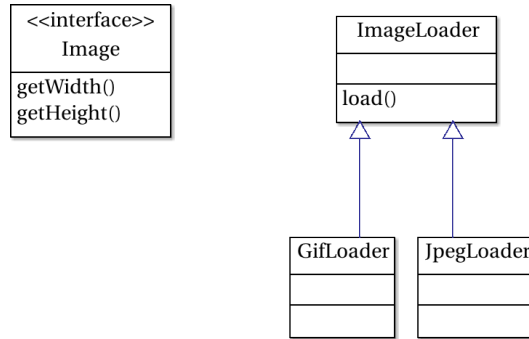 <<interface>>
Image
getWidth()
getHeight()
ImageLoader
load()
GifLoader
JpegLoader